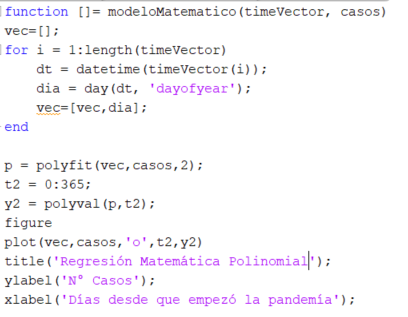 function []= modeloMatematico(timeVector, casos)
vec=[];
for i = 1:length(timeVector)
dt = datetime(timeVector(i));
dia = day(dt, 'dayofyear');
vec=[vec,dia];
end
p = polyfit(vec,casos,2);
t2 = 0:365;
y2 = polyval(p,t2);
figure
plot(vec,casos,'o',t2,y2)
title('Regresión Matemática Polinomial');
ylabel('N° Casos');
xlabel('Días desde que empezó la pandemía');